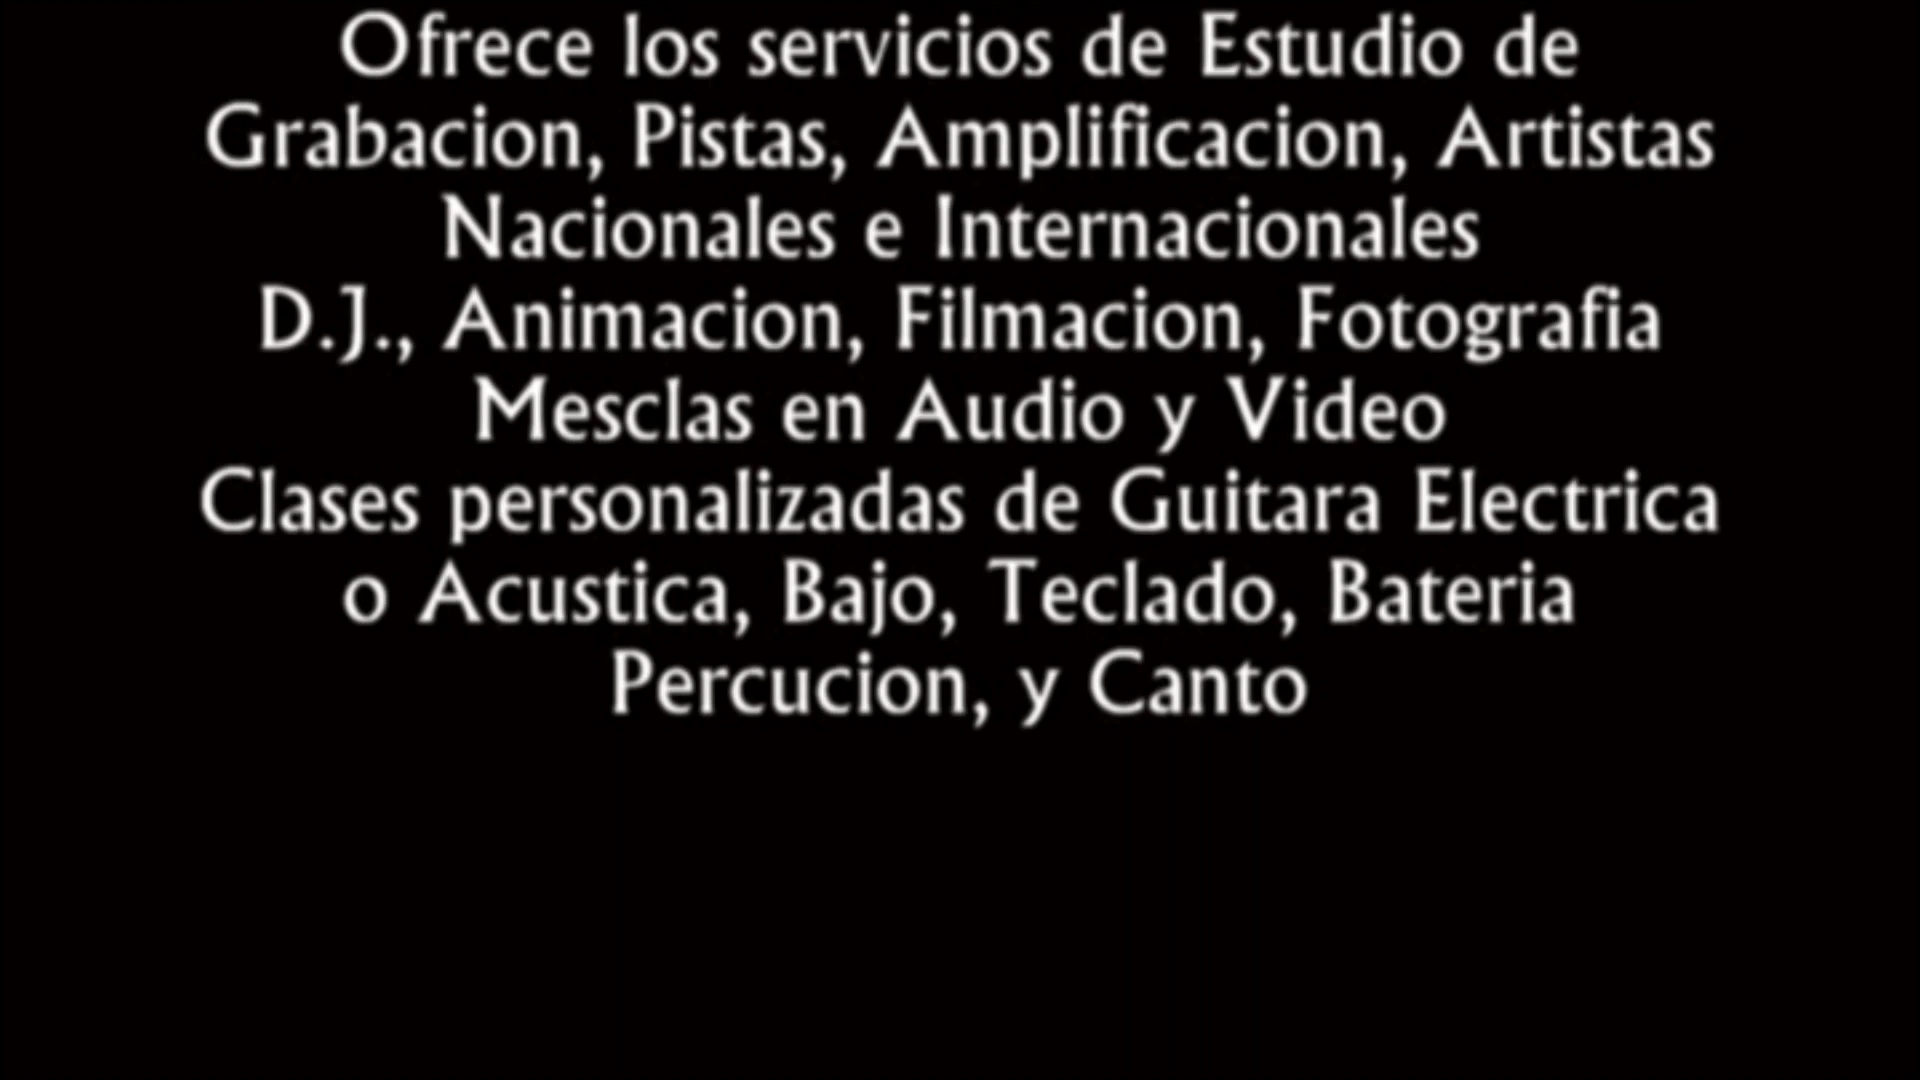 Ofrece los servicios de Estudio de
Grabacion, Pistas, Amplificacion, Artistas
Nacionales e Internacionales
D.J., Animacion, Filmacion, Fotografia
Mesclas en Audio y Video
Clases personalizadas de Guitara Electrica
o Acustica, Bajo, Teclado, Bateria
Percucion, y Canto